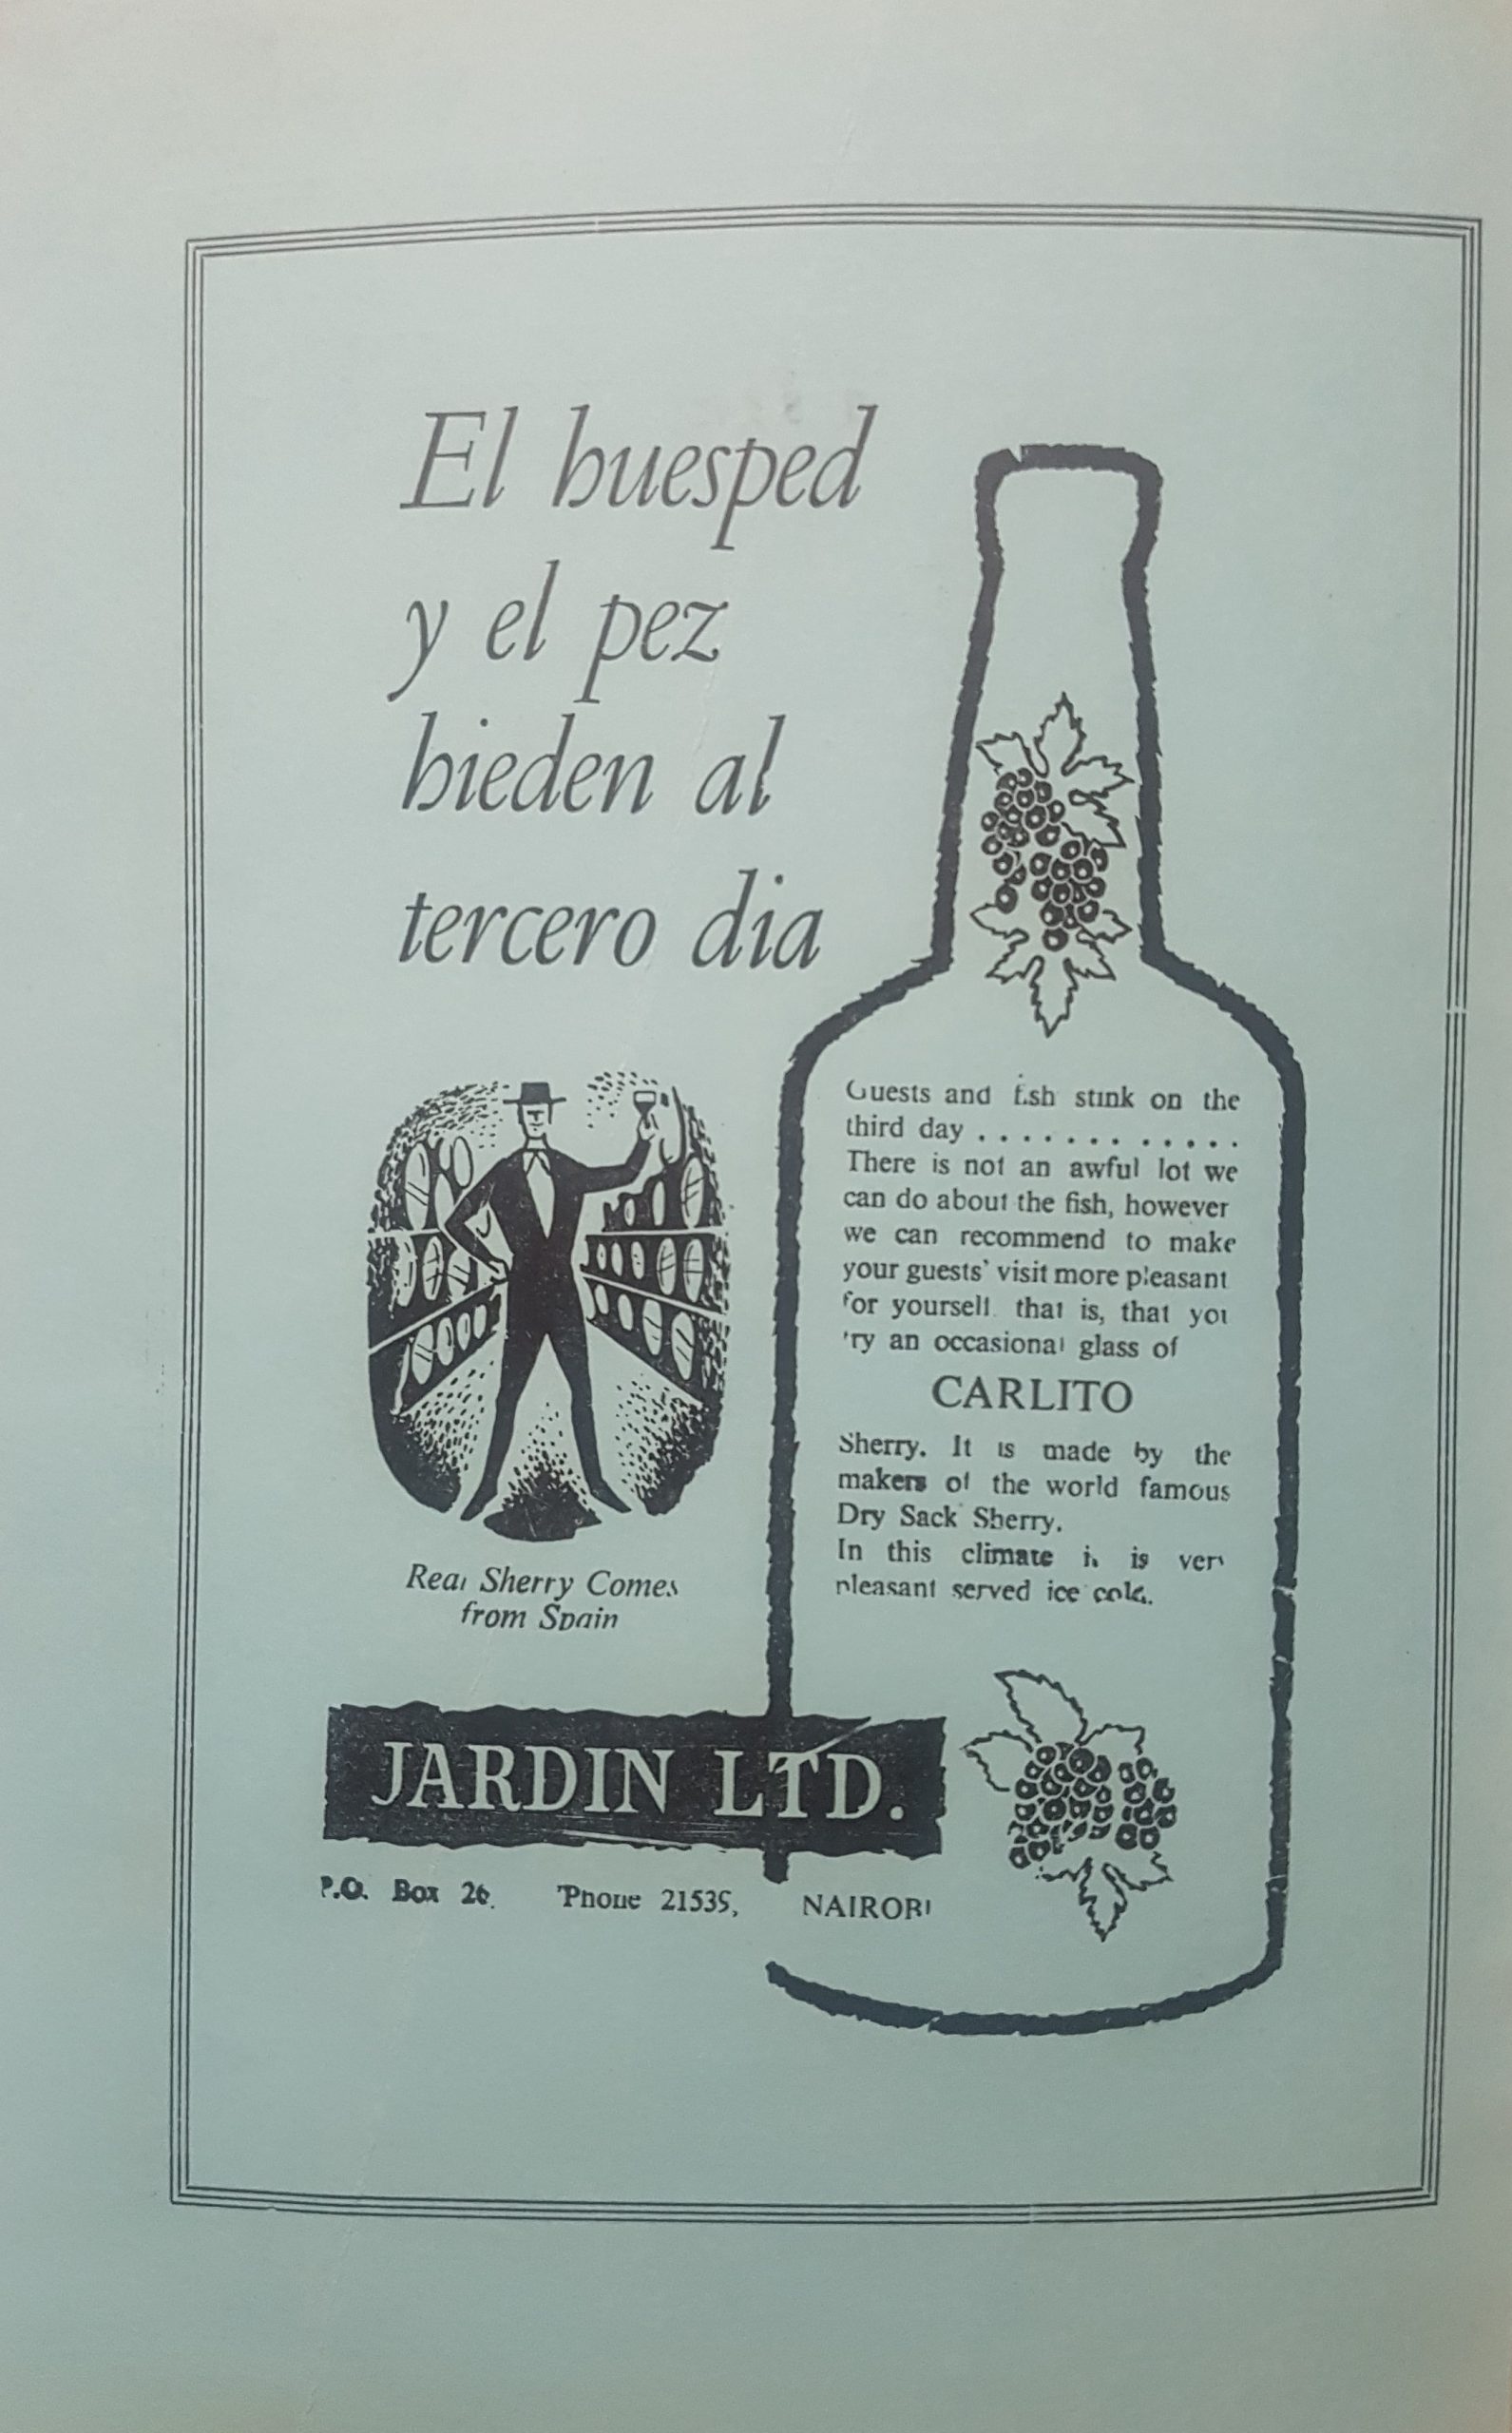 El huesped
y el pez
hieden al
tercero dia
Guests and fish stink on the
third day . . . . . . . . . . . .
There is not an awful lot we
can do about the fish, however
we can recommend to make
your guests' visit more pleasant
for yourself. that is, that you
try an occasional glass of
CARLITO
Sherry. It is made by the
makers of the world famous
Dry Sack Sherry.
In this climate it is very
pleasant served ice cold.
Real Sherry Comes
from Spain
JARDIN LTD.
P.O. Box 'Phone NAIROBI